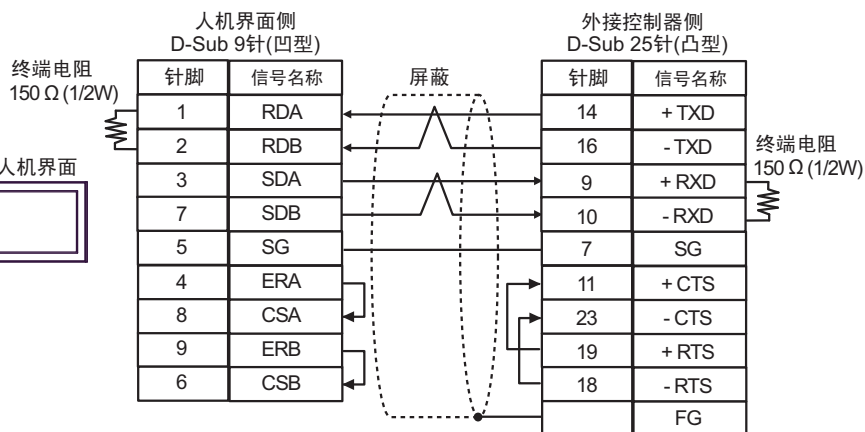 人机界面侧
D-Sub 9针(凹型)
外接控制器侧
D-Sub 25针(凸型)
终端电阻
150 Ω (1/2W)
人机界面
屏蔽
终端电阻
150 Ω (1/2W)
针脚 信号名称
1 RDA
2 RDB
3 SDA
7 SDB
5 SG
4 ERA
8 CSA
9 ERB
6 CSB
针脚 信号名称
14 + TXD
16 - TXD
9 + RXD
10 - RXD
7 SG
11 + CTS
23 - CTS
19 + RTS
18 - RTS
FG